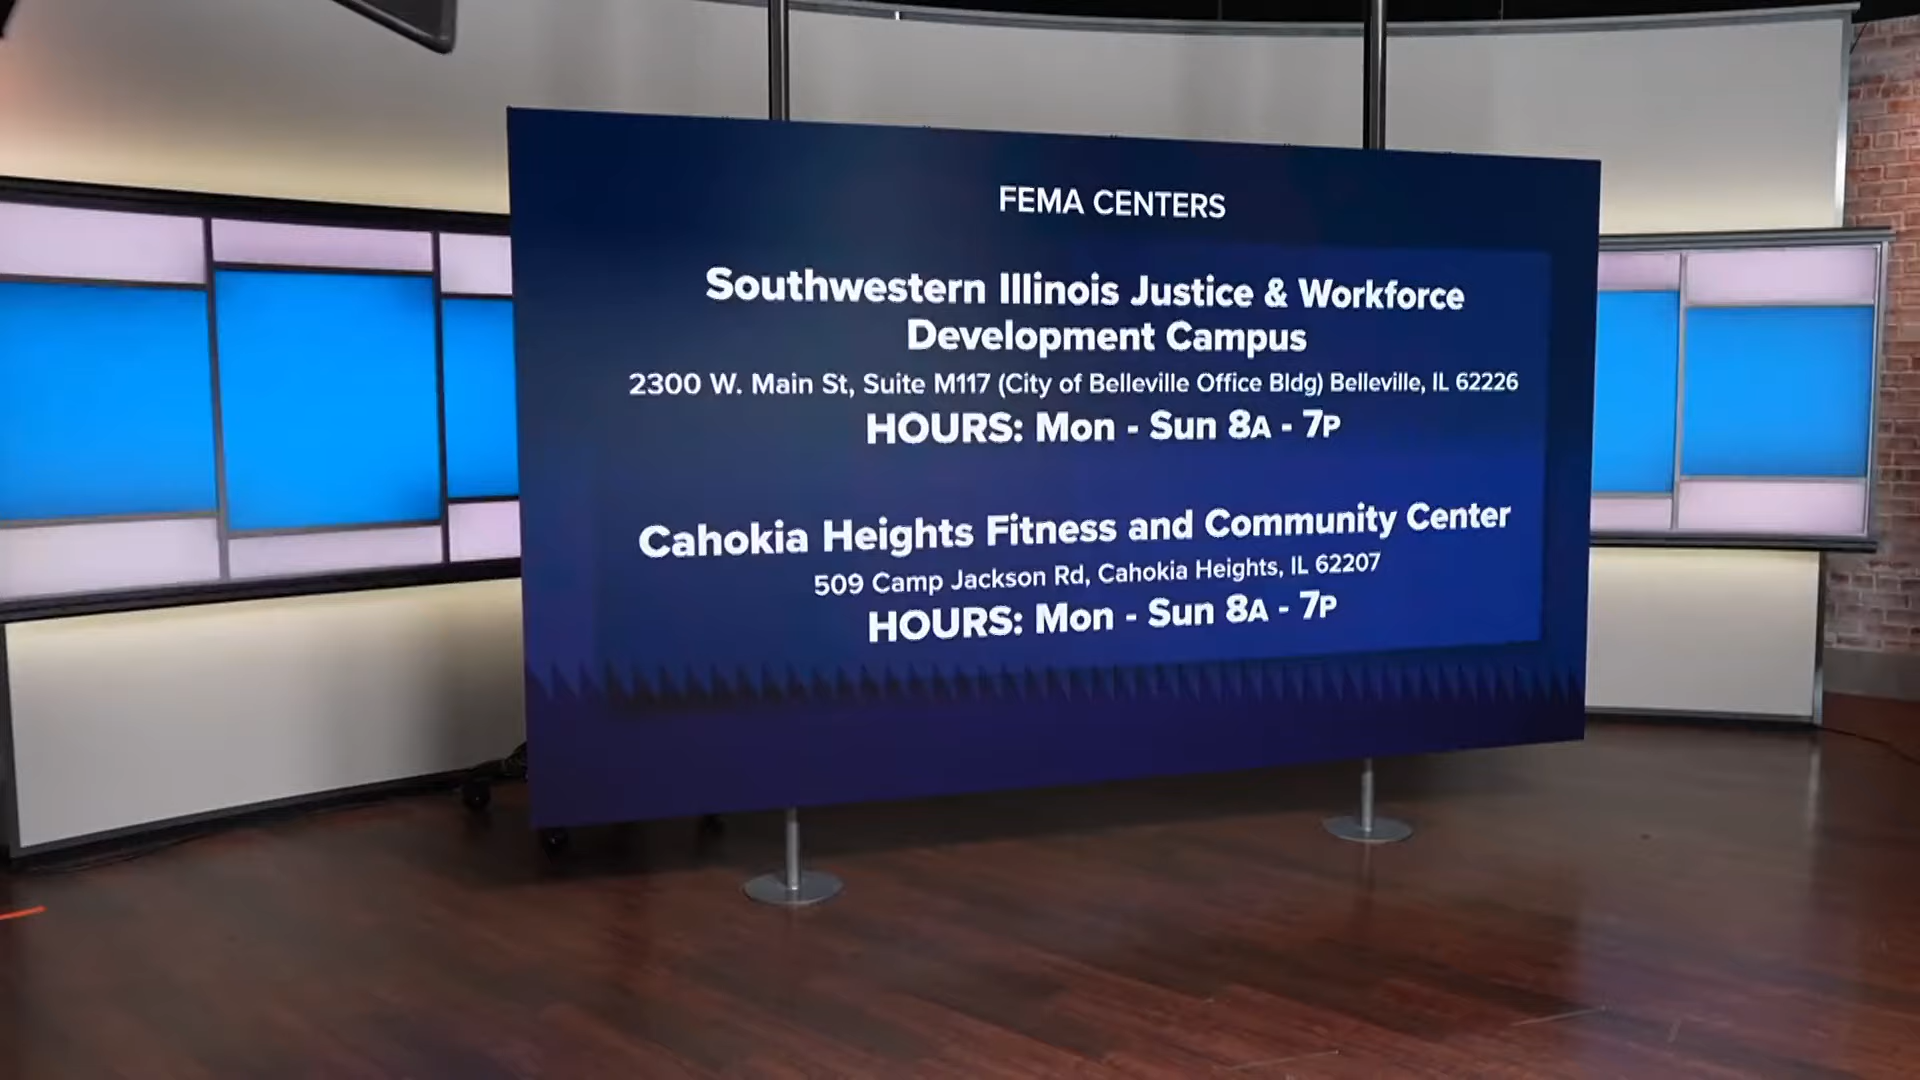 FEMA CENTERS
Southwestern Illinois Justice & Workforce
Development Campus
2300 W. Main St, Suite M117 (City of Belleville Office Bldg) Belleville, IL 62226
HOURS: Mon - Sun 8A - 7P
Cahokia Heights Fitness and Community Center
509 Camp Jackson Rd, Cahokia Heights, IL 62207
HOURS: Mon - Sun 8A - 7P